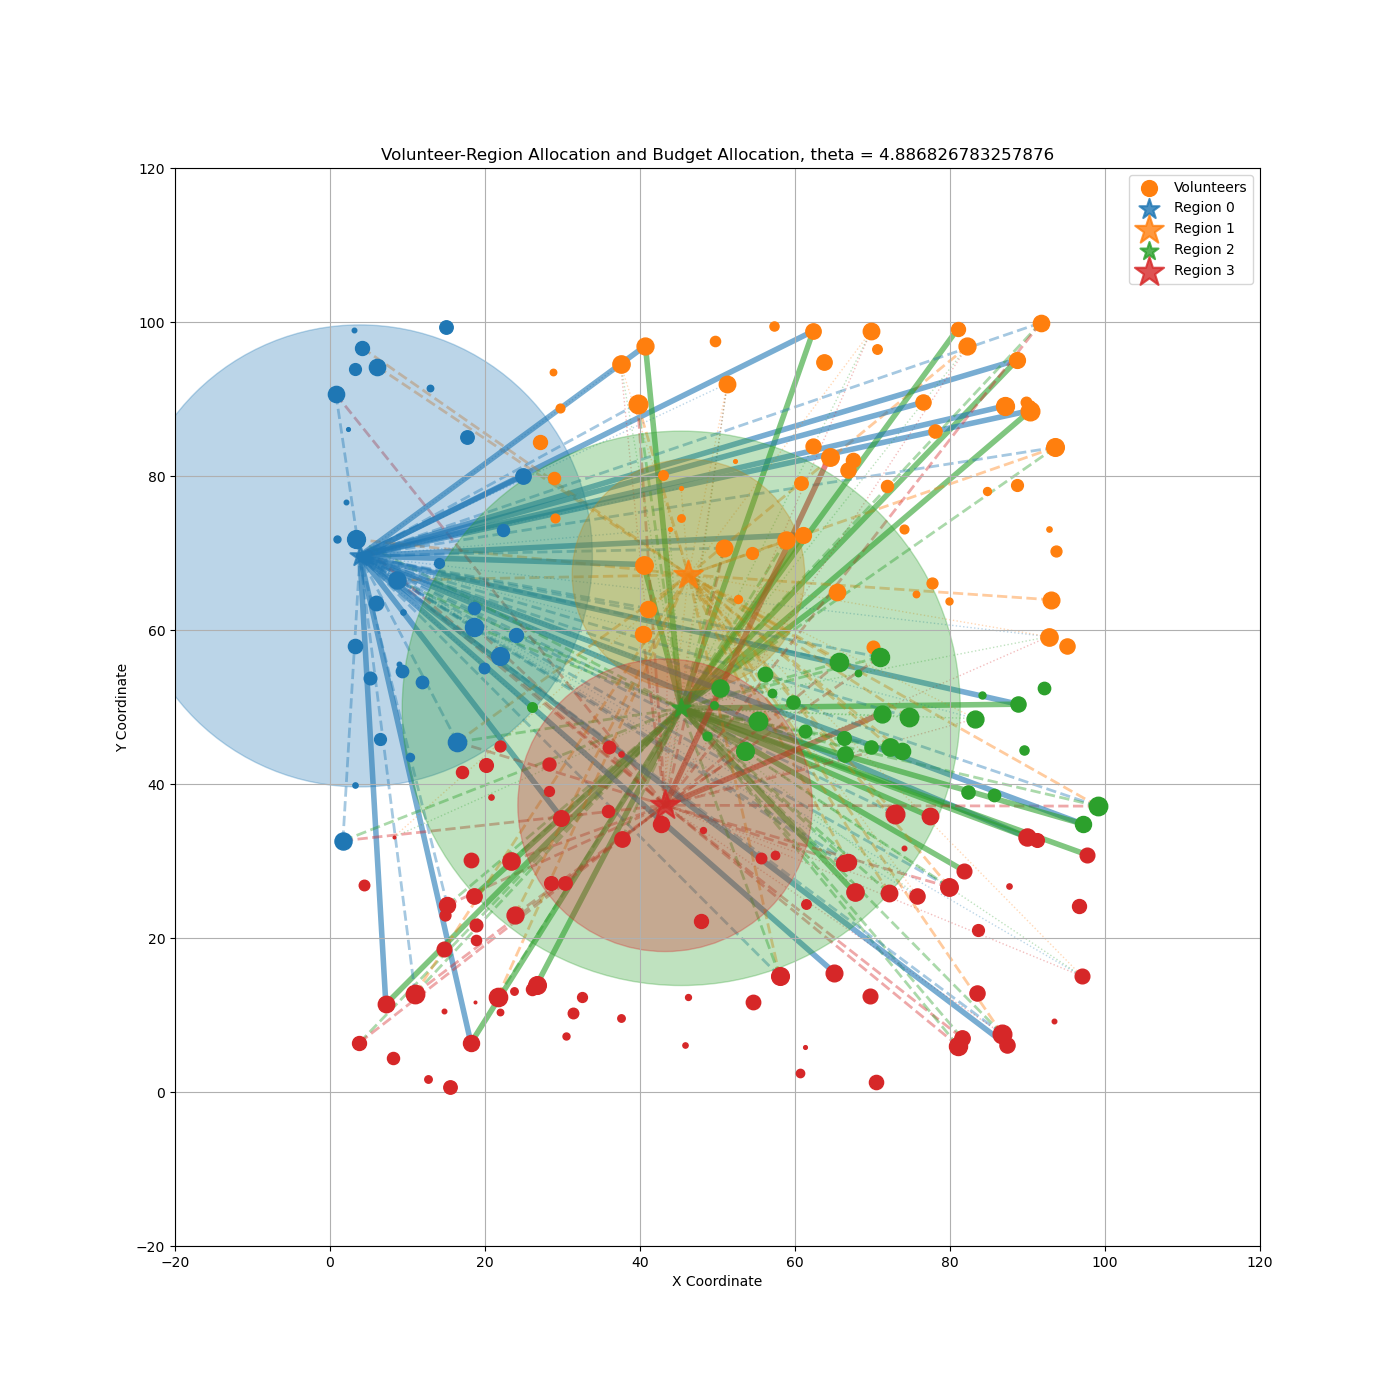 Volunteer-Region Allocation and Budget Allocation, theta = 4.886826783257876
120
100
80
60
40
20
0
−20
Y Coordinate
Volunteers
Region 0
Region 1
Region 2
Region 3
−20 0 20 40 60 80 100 120
X Coordinate